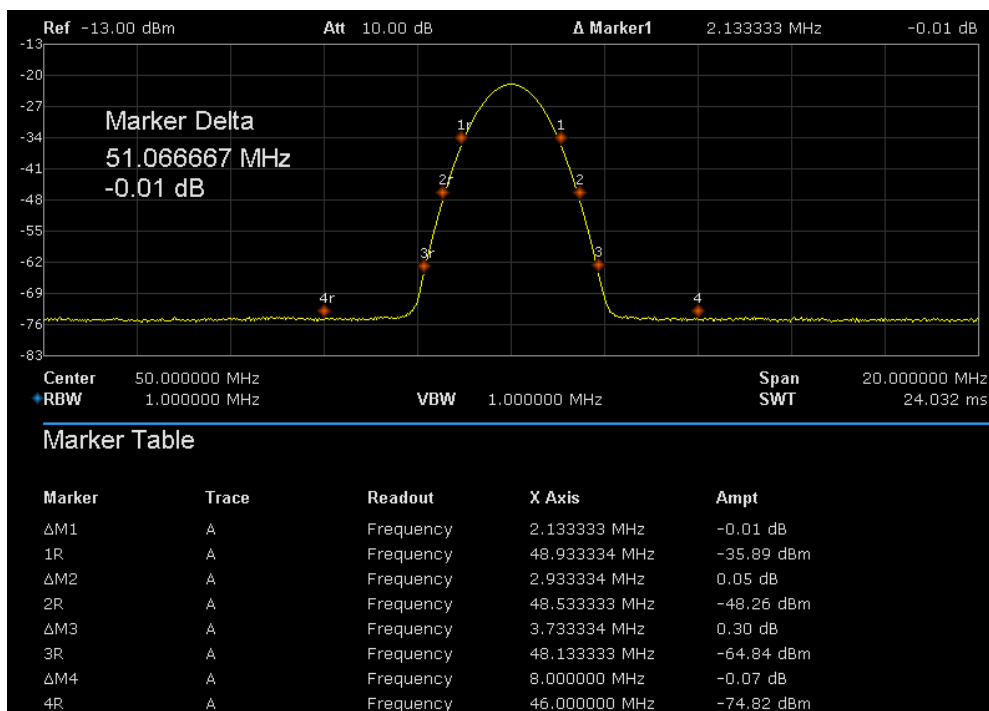 Ref -13.00 dBm Att 10.00 dB Δ Marker1 2.133333 MHz -0.01 dB
-13
-20
-27
-34
-41
-48
-55
-62
-69
-76
-83
Marker Delta
51.066667 MHz
-0.01 dB
1r 1
2r 2
3r 3
4r 4
Center 50.000000 MHz Span 20.000000 MHz
RBW 1.000000 MHz VBW 1.000000 MHz SWT 24.032 ms
Marker Table
Marker Trace Readout X Axis Ampt
ΔM1 A Frequency 2.133333 MHz -0.01 dB
1R A Frequency 48.933334 MHz -35.89 dBm
ΔM2 A Frequency 2.933334 MHz 0.05 dB
2R A Frequency 48.533333 MHz -48.26 dBm
ΔM3 A Frequency 3.733334 MHz 0.30 dB
3R A Frequency 48.133333 MHz -64.84 dBm
ΔM4 A Frequency 8.000000 MHz -0.07 dB
4R A Frequency 46.000000 MHz -74.82 dBm